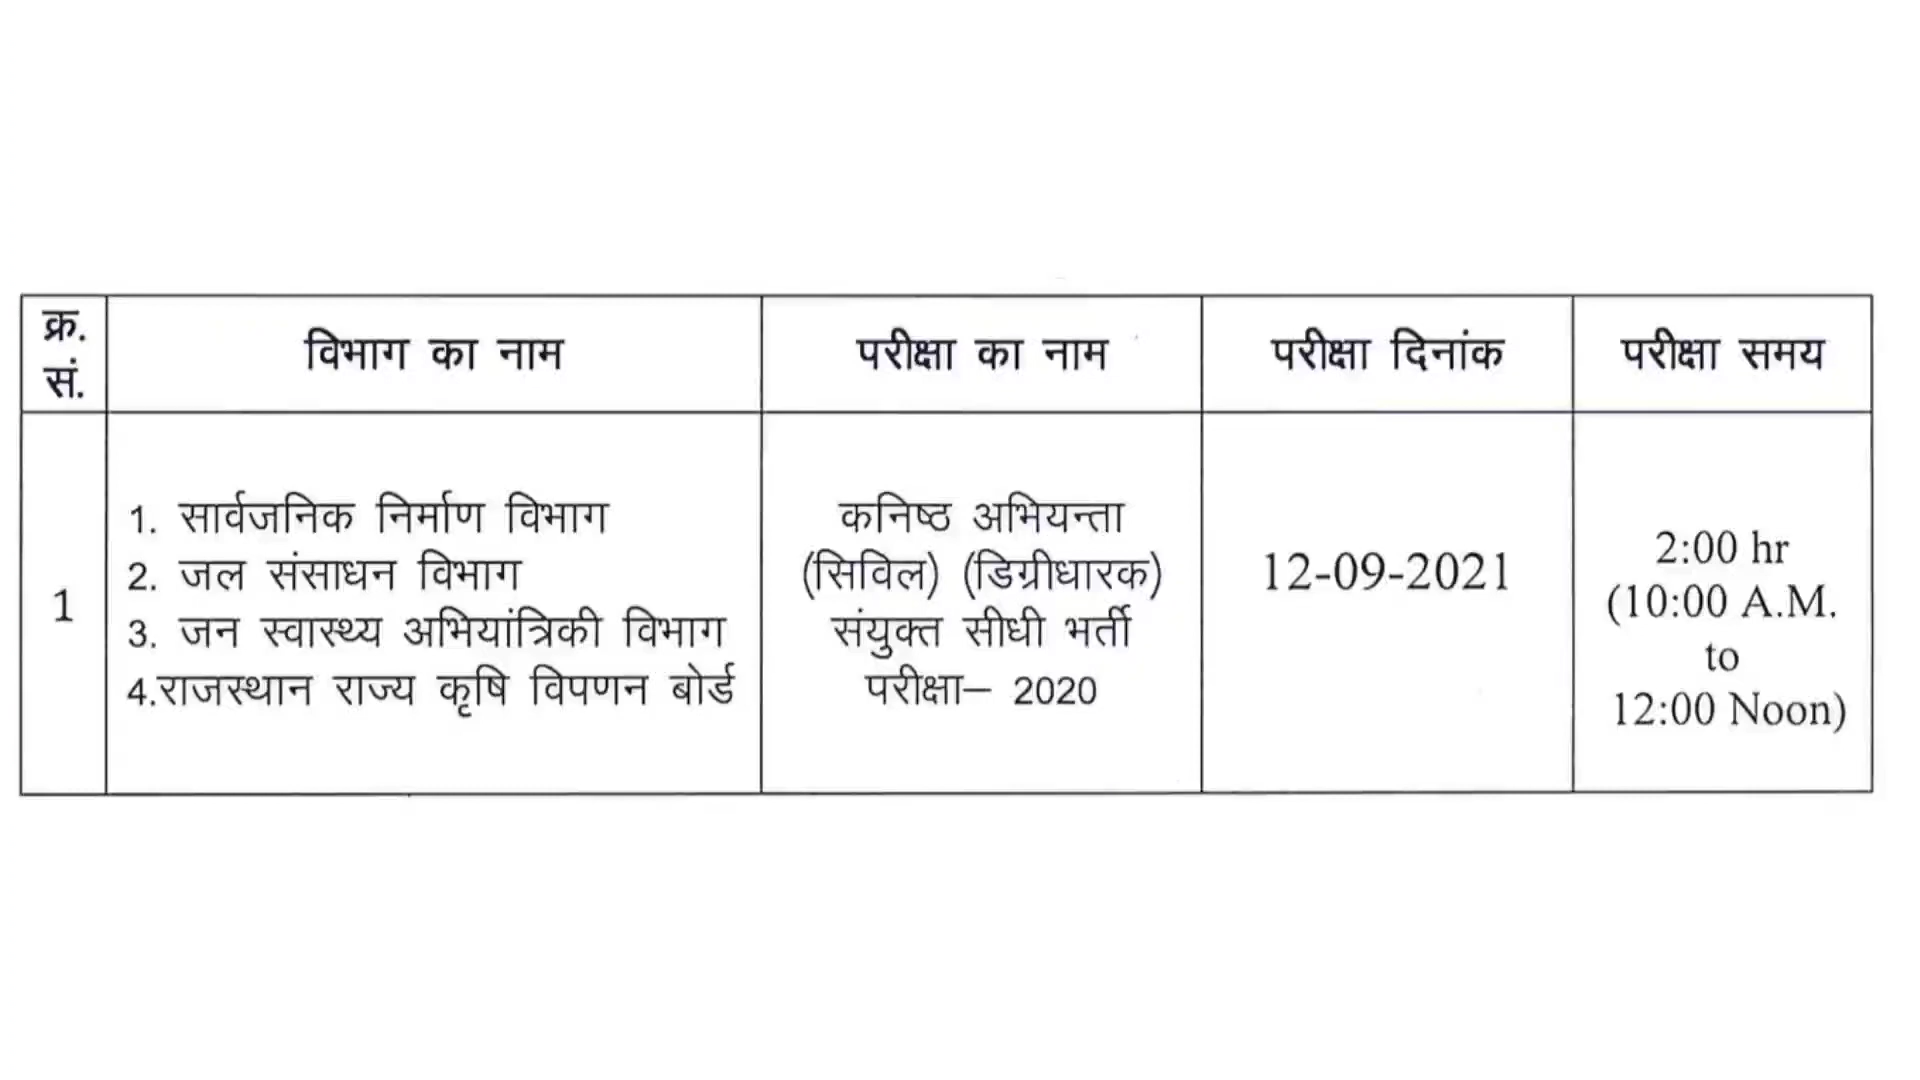 क्र.
सं.
विभाग का नाम
परीक्षा का नाम
परीक्षा दिनांक
परीक्षा समय
1
1. सार्वजनिक निर्माण विभाग
2. जल संसाधन विभाग
3. जन स्वास्थ्य अभियांत्रिकी विभाग
4.राजस्थान राज्य कृषि विपणन बोर्ड
कनिष्ठ अभियन्ता
(सिविल) (डिग्रीधारक)
संयुक्त सीधी भर्ती
परीक्षा– 2020
12-09-2021
2:00 hr
(10:00 A.M.
to
12:00 Noon)